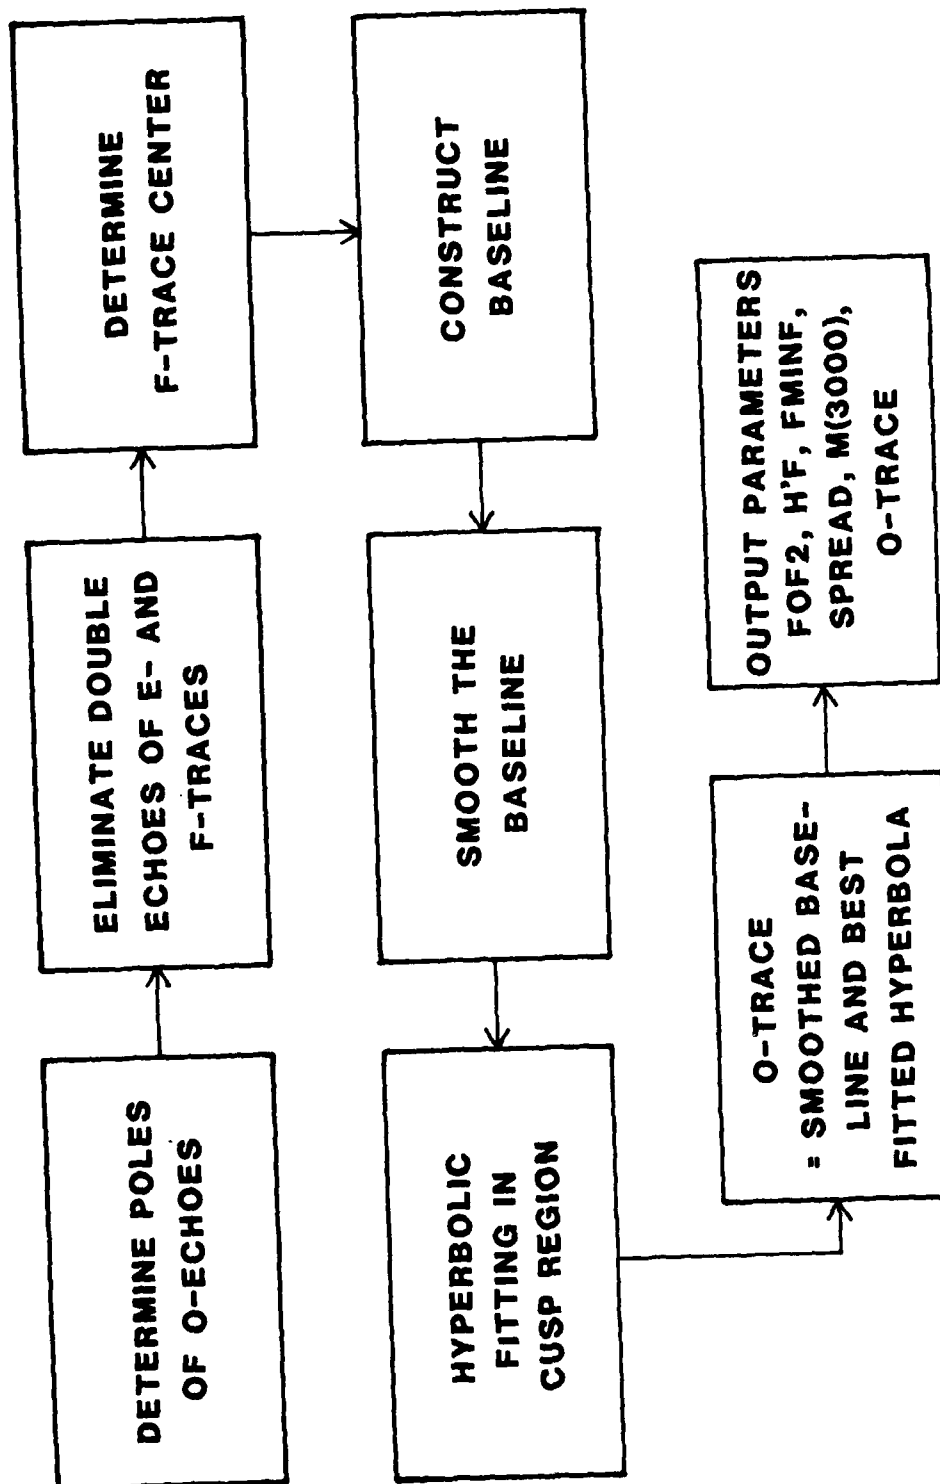 DETERMINE POLES
OF O-ECHOES
ELIMINATE DOUBLE
ECHOES OF E- AND
F-TRACES
DETERMINE
F-TRACE CENTER
CONSTRUCT
BASELINE
SMOOTH THE
BASELINE
HYPERBOLIC
FITTING IN
CUSP REGION
O-TRACE
= SMOOTHED BASE-
LINE AND BEST
FITTED HYPERBOLA
OUTPUT PARAMETERS
FOF2, H'F, FMINF,
SPREAD, M(3000),
O-TRACE